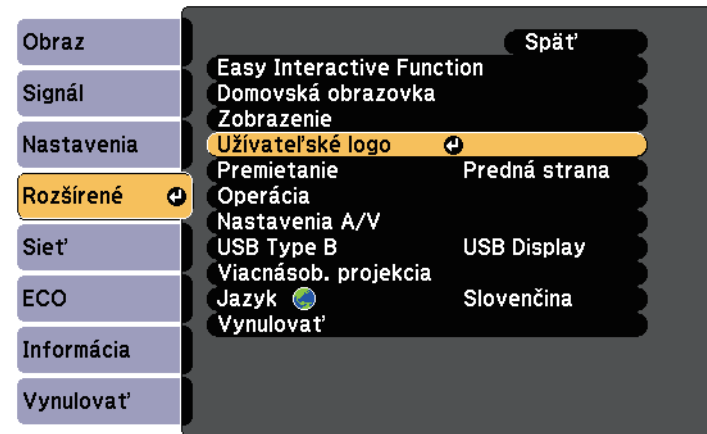 Obraz
Signál
Nastavenia
Rozšírené
Sieť
ECO
Informácia
Vynulovať
Späť
Easy Interactive Function
Domovská obrazovka
Zobrazenie
Užívateľské logo
Premietanie Predná strana
Operácia
Nastavenia A/V
USB Type B USB Display
Viacnásob. projekcia
Jazyk Slovenčina
Vynulovať